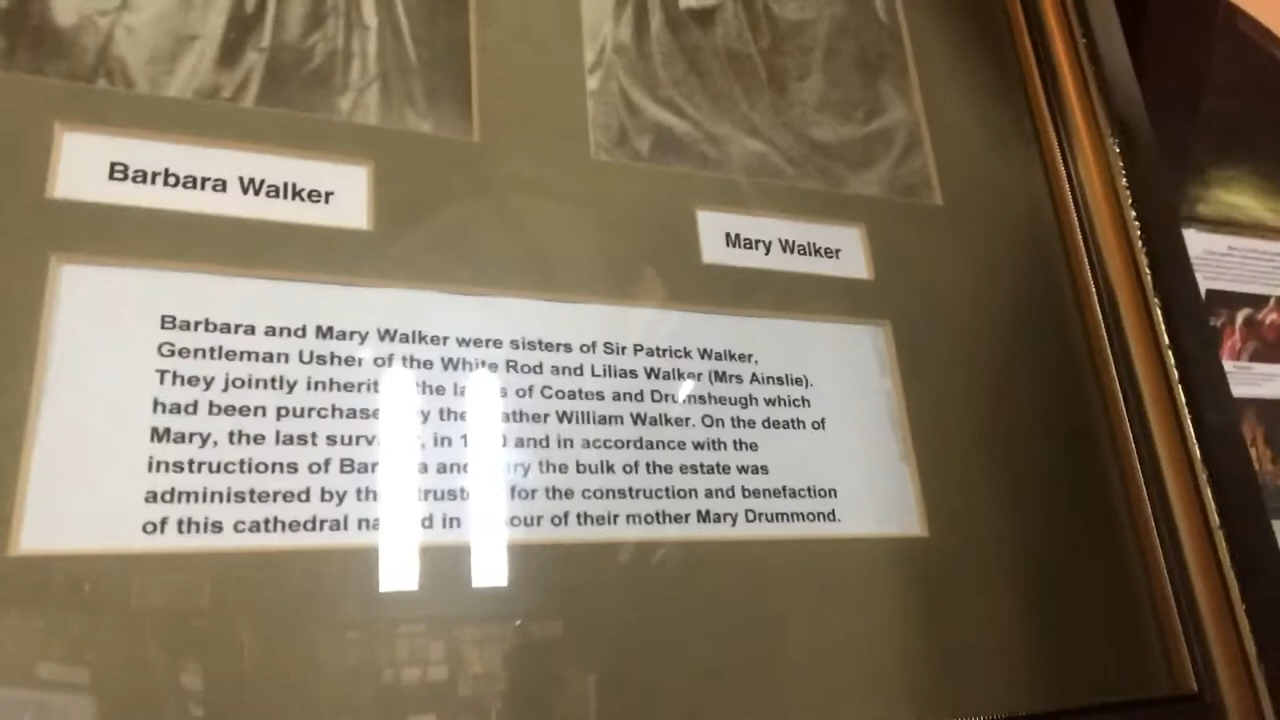 Barbara Walker
Mary Walker
Barbara and Mary Walker were sisters of Sir Patrick Walker,
Gentleman Usher of the White Rod and Lilias Walker (Mrs Ainslie).
They jointly the of Coates and Drumsheugh which
had been William Walker. On the death of
Mary, the last in and in accordance with the
instructions of the bulk of the estate was
administered by for the construction and benefaction
of this cathedral in of their mother Mary Drummond.